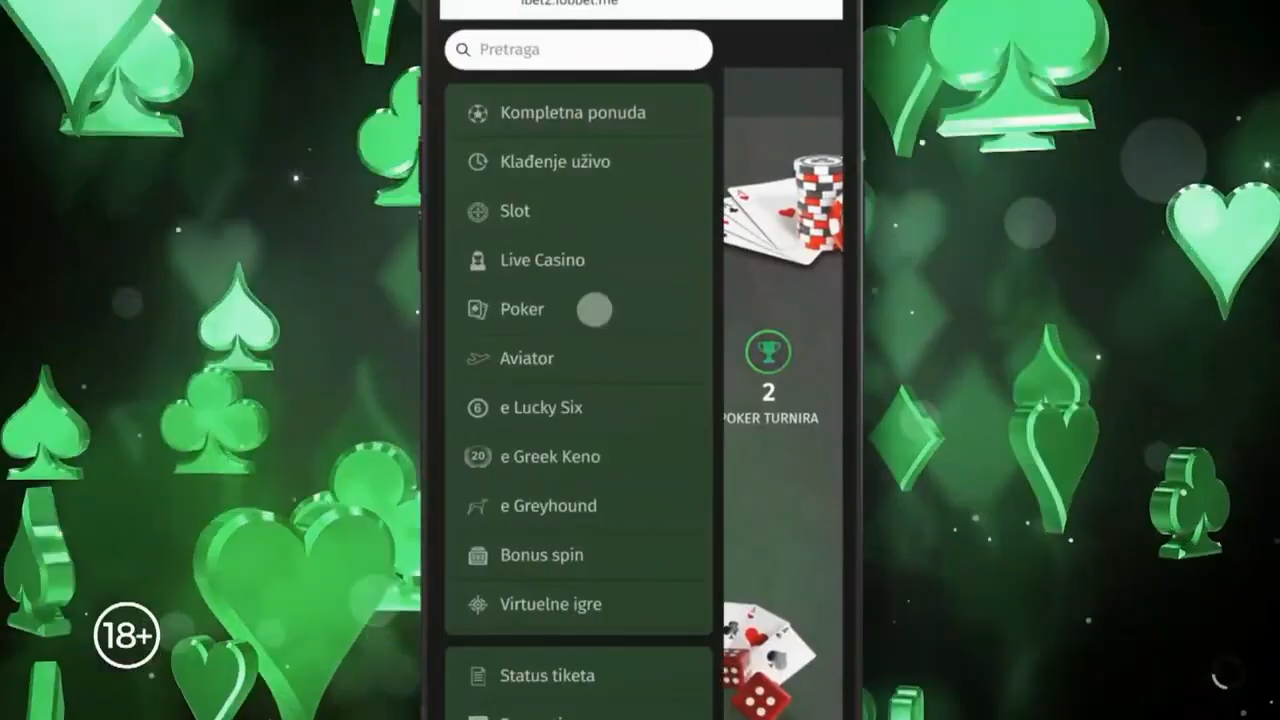 Pretraga
Kompletna ponuda
Klađenje uživo
Slot
Live Casino
Poker
Aviator
6 e Lucky Six
20 e Greek Keno
e Greyhound
Bonus spin
Virtuelne igre
Status tiketa
2
POKER TURNIRA
18+